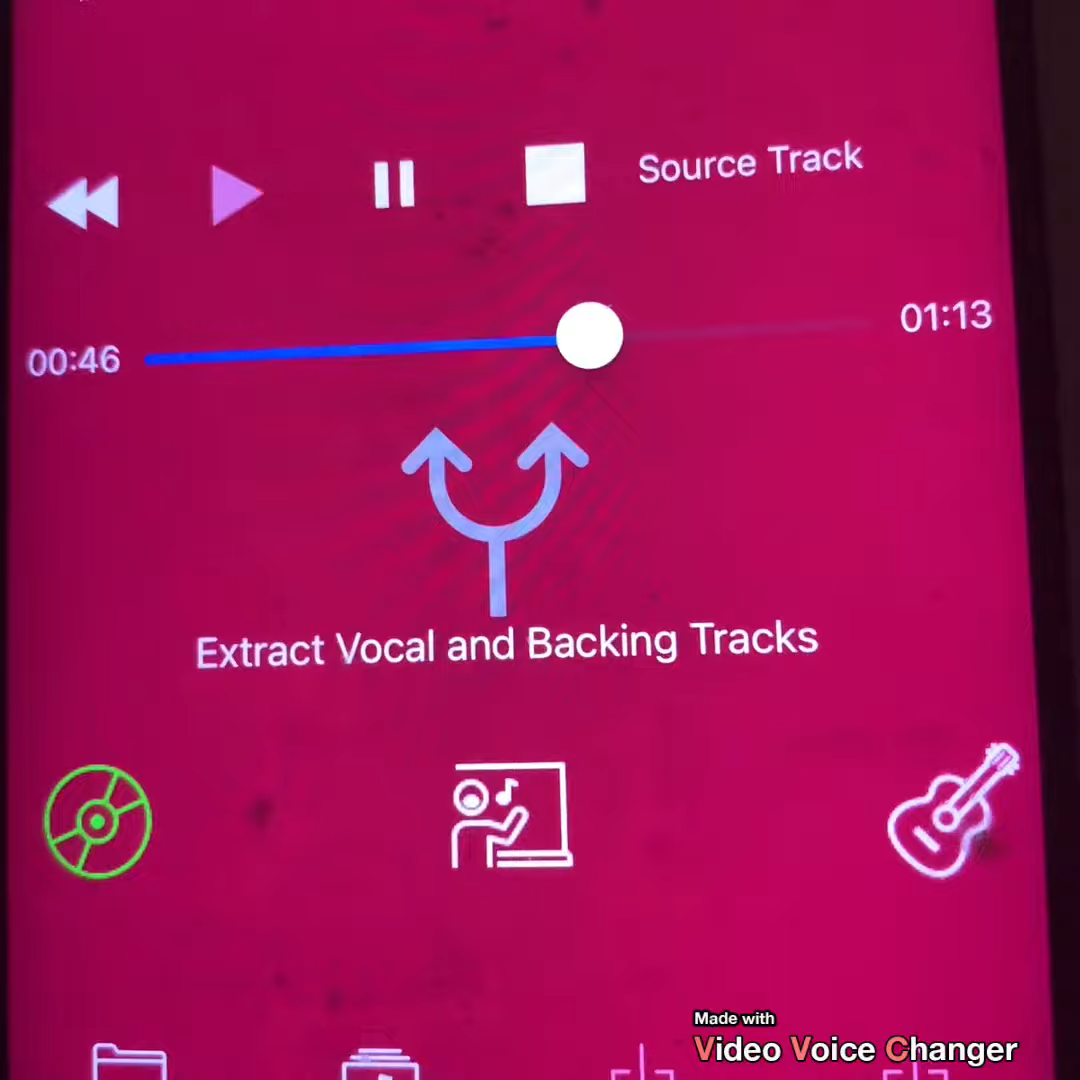 Source Track
01:13
00:46
Extract Vocal and Backing Tracks
Made with
Video Voice Changer